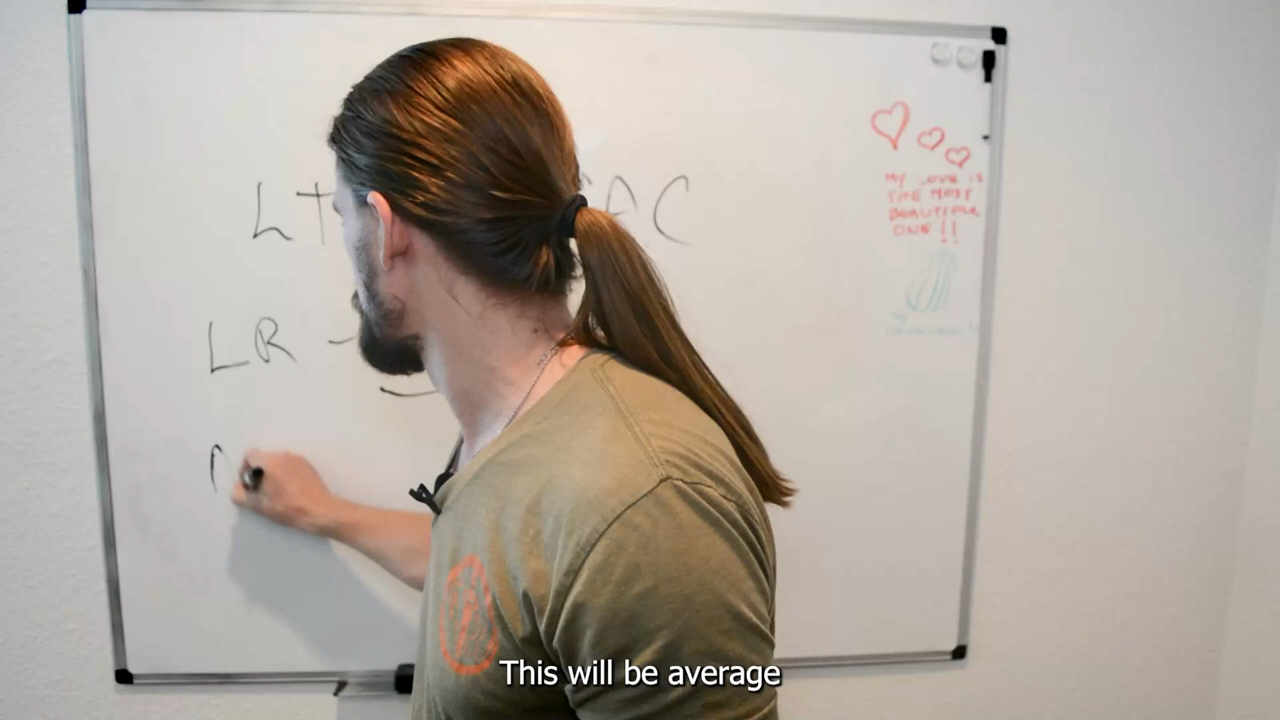 LT AC
LR -
MY LOVE IS
THE MOST
BEAUTIFUL
ONE!!
This will be average